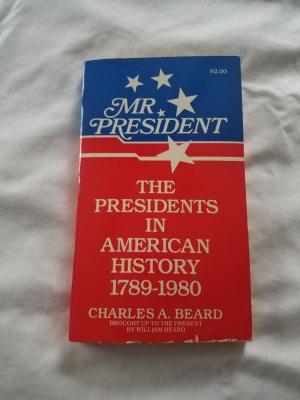 $2.00
MR.
PRESIDENT
THE
PRESIDENTS
IN
AMERICAN
HISTORY
1789-1980
CHARLES A. BEARD
BROUGHT UP TO THE PRESENT
BY WILLIAM BEARD